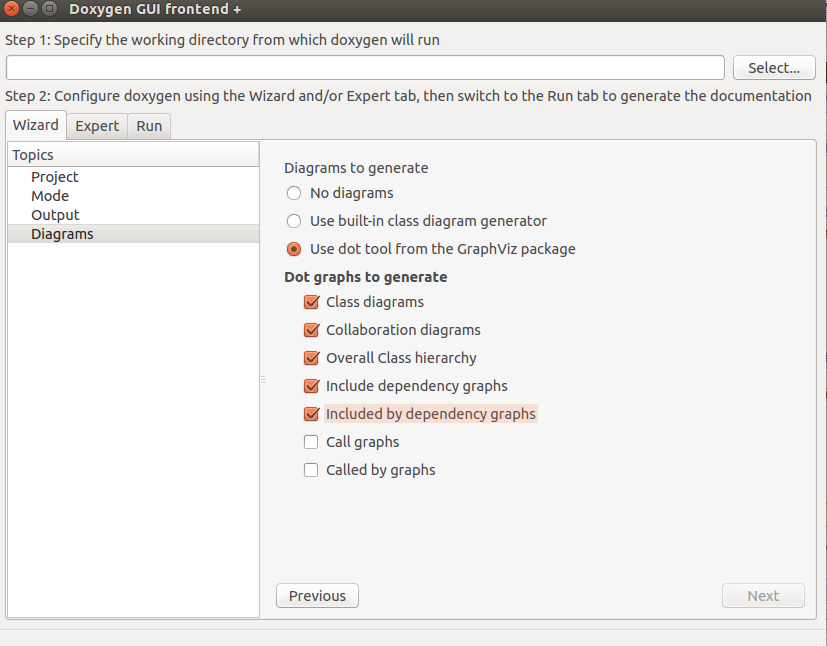 Doxygen GUI frontend +
Step 1: Specify the working directory from which doxygen will run
Select...
Step 2: Configure doxygen using the Wizard and/or Expert tab, then switch to the Run tab to generate the documentation
Wizard Expert Run
Topics
Project
Mode
Output
Diagrams
Diagrams to generate
No diagrams
Use built-in class diagram generator
Use dot tool from the GraphViz package
Dot graphs to generate
Class diagrams
Collaboration diagrams
Overall Class hierarchy
Include dependency graphs
Included by dependency graphs
Call graphs
Called by graphs
Previous Next